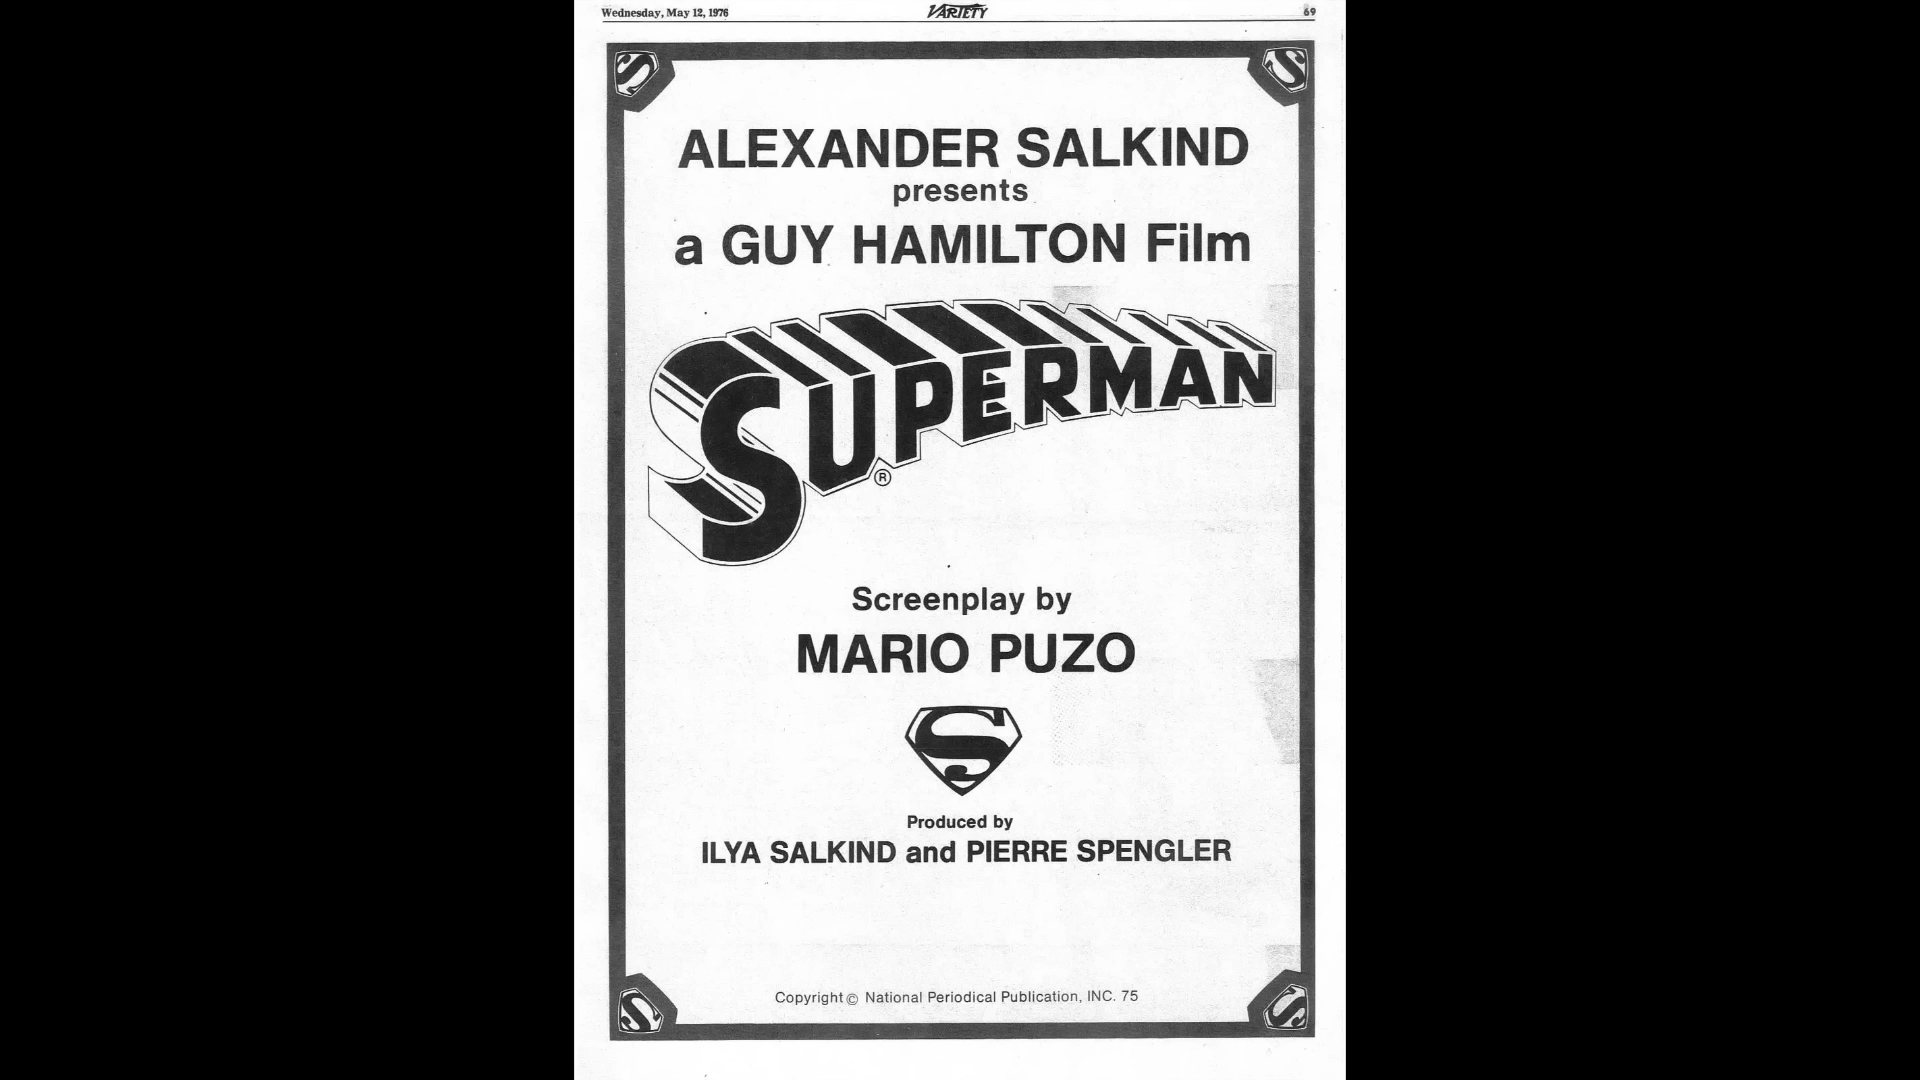 Wednesday, May 12, 1976 VARIETY 69
ALEXANDER SALKIND
presents
a GUY HAMILTON Film
SUPERMAN
®
Screenplay by
MARIO PUZO
S
Produced by
ILYA SALKIND and PIERRE SPENGLER
Copyright © National Periodical Publication, INC. 75